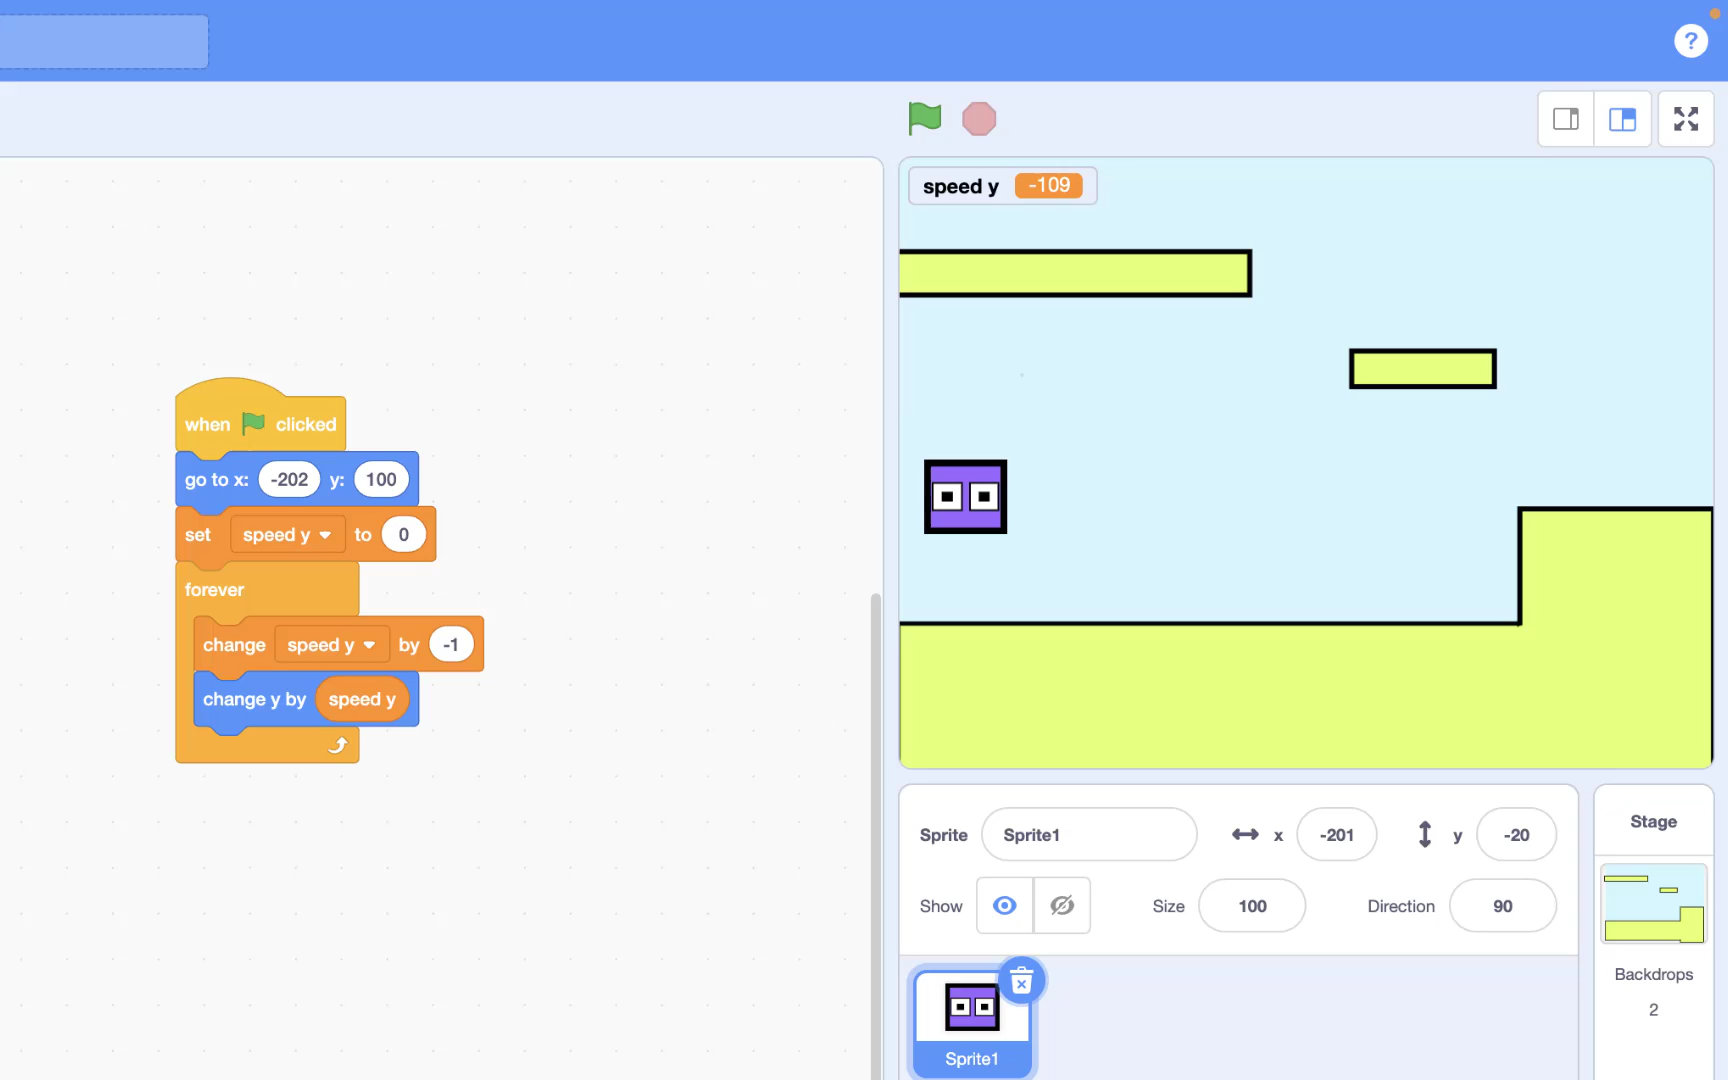 ?
speed y -109
when clicked
go to x: -202 y: 100
set speed y to 0
forever
change speed y by -1
change y by speed y
Sprite Sprite1 x -201 y -20
Show Size 100 Direction 90
Sprite1
Stage
Backdrops
2